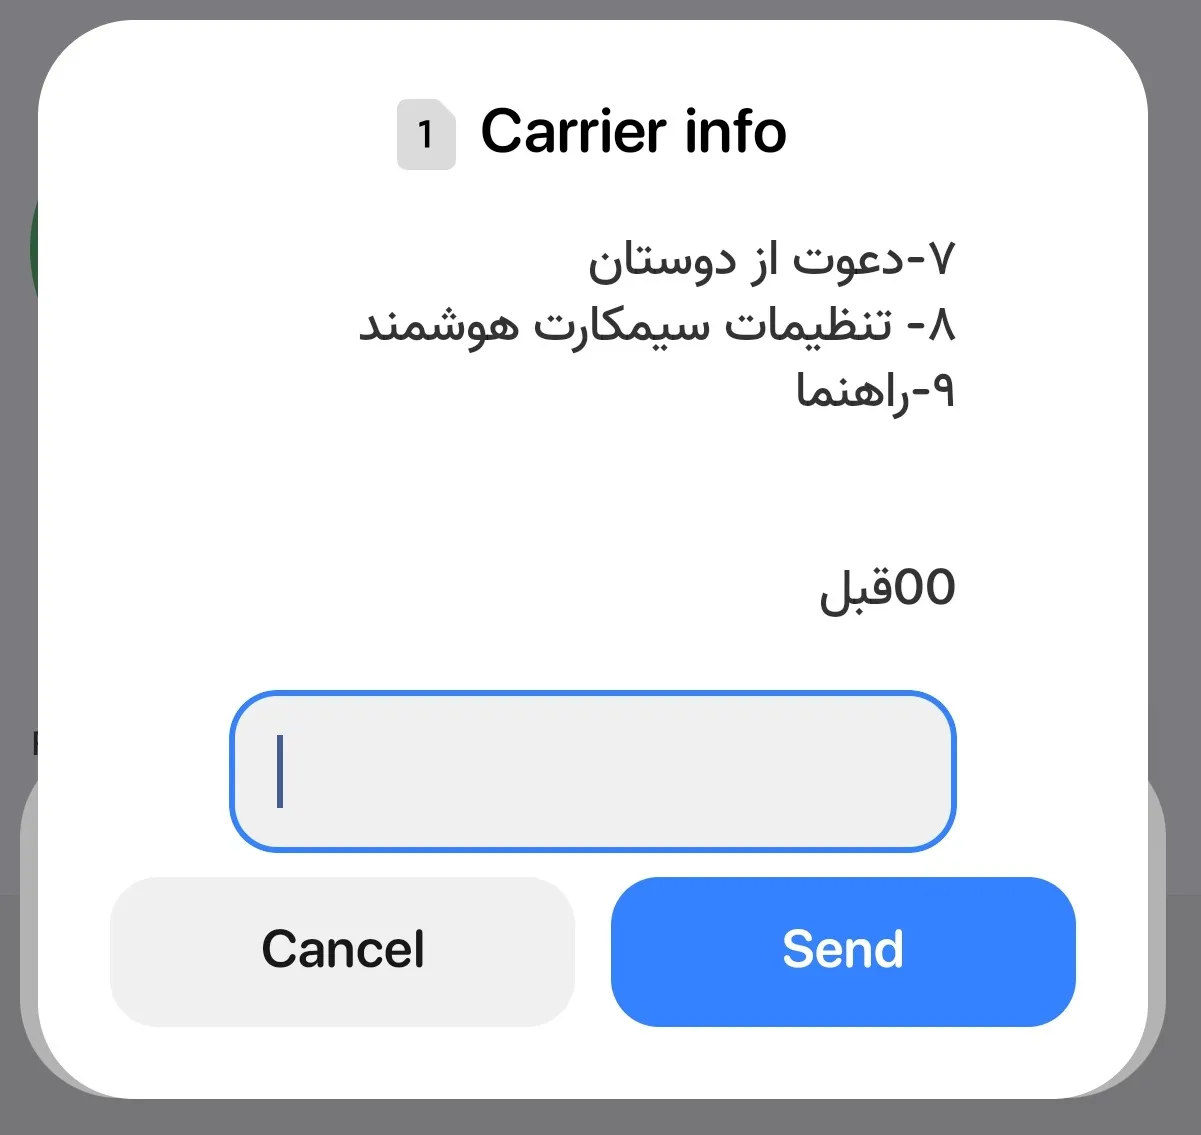 1 Carrier info
۷-دعوت از دوستان
۸- تنظیمات سیمکارت هوشمند
۹-راهنما
00قبل
Cancel
Send